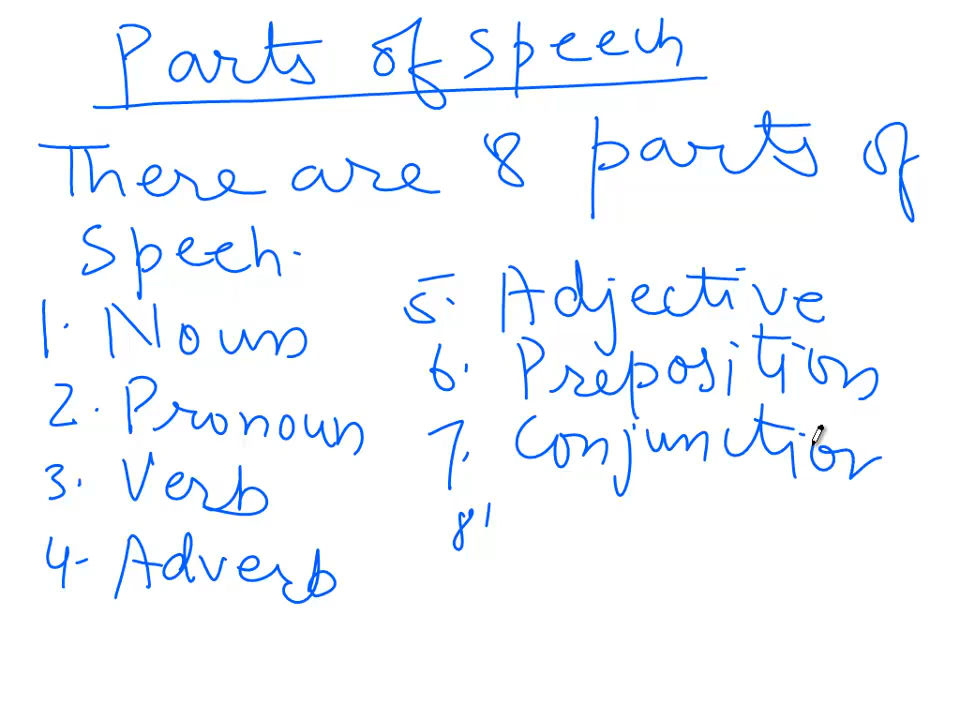 Parts of speech
There are 8 parts of
Speech.
1. Noun
2. Pronoun
3. Verb
4- Adverb
5. Adjective
6. Preposition
7. Conjunction
8'